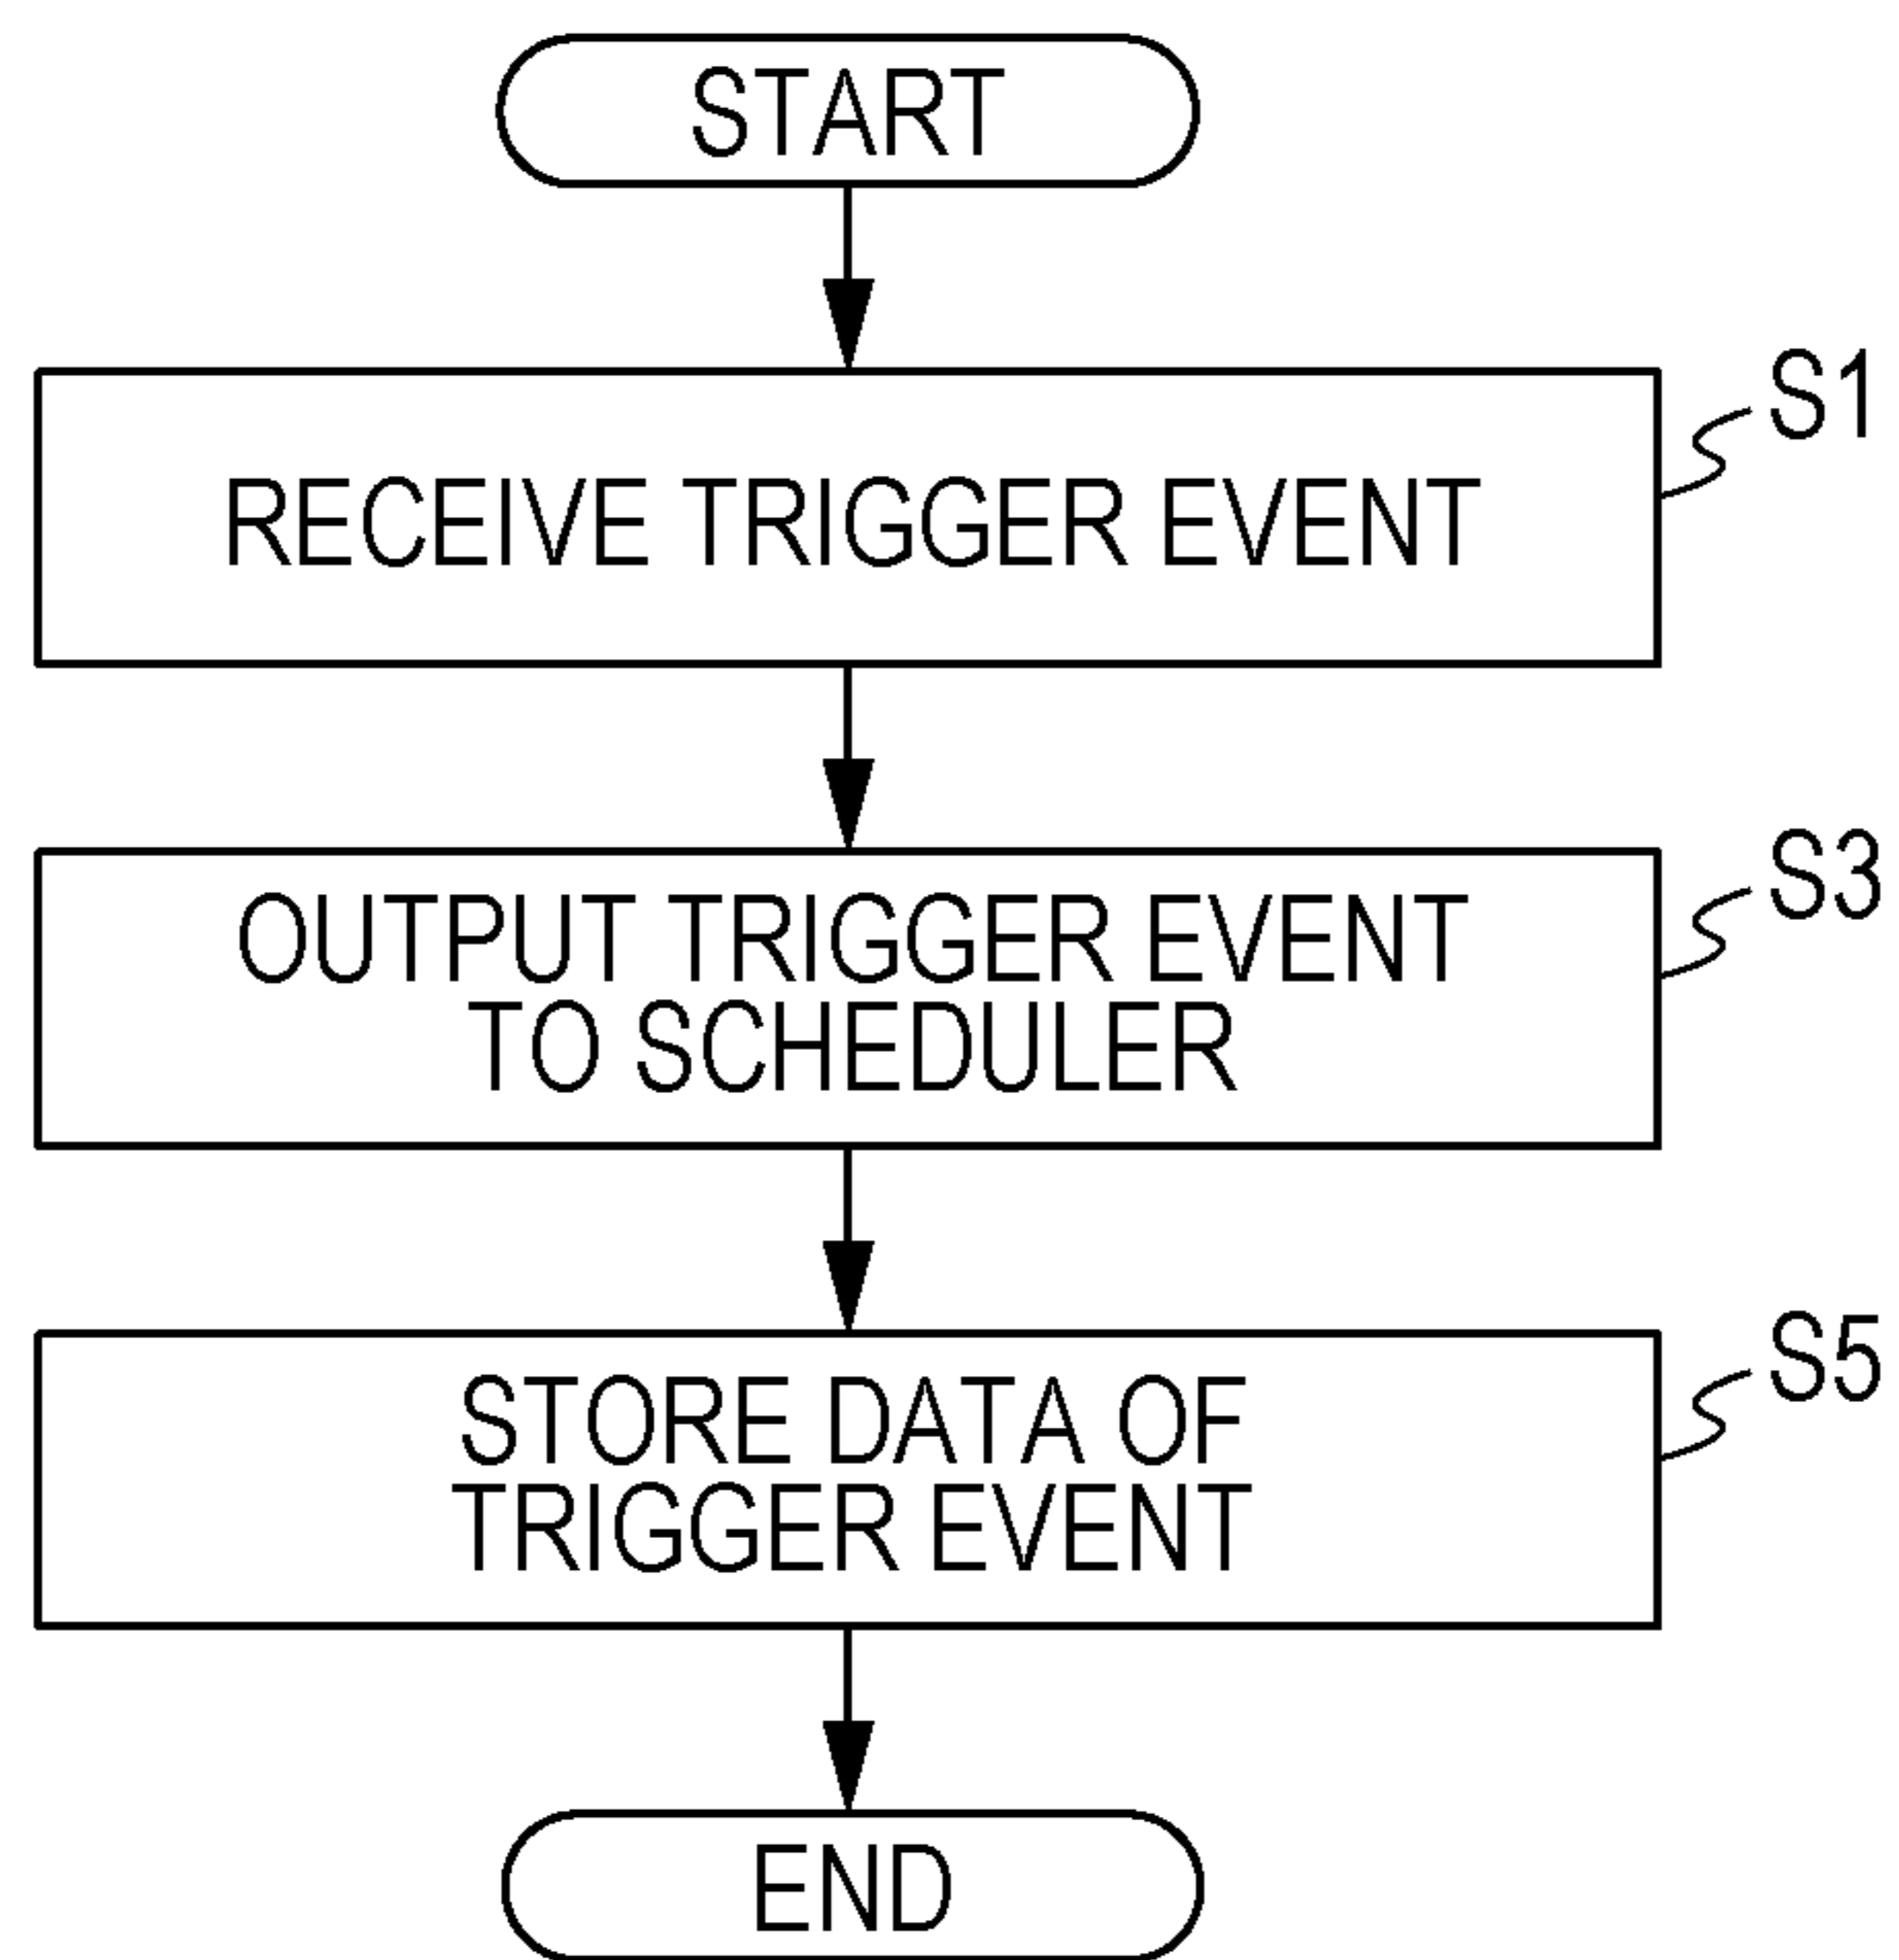 START
S1
RECEIVE TRIGGER EVENT
S3
OUTPUT TRIGGER EVENT
TO SCHEDULER
S5
STORE DATA OF
TRIGGER EVENT
END